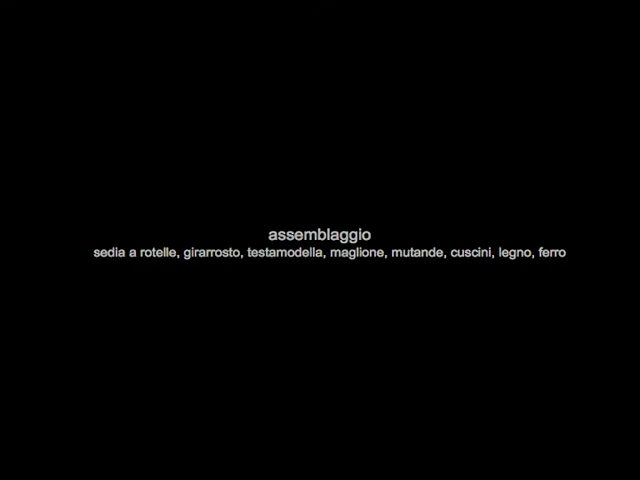 assemblaggio
sedia a rotelle, girarrosto, testamodella, maglione, mutande, cuscini, legno, ferro